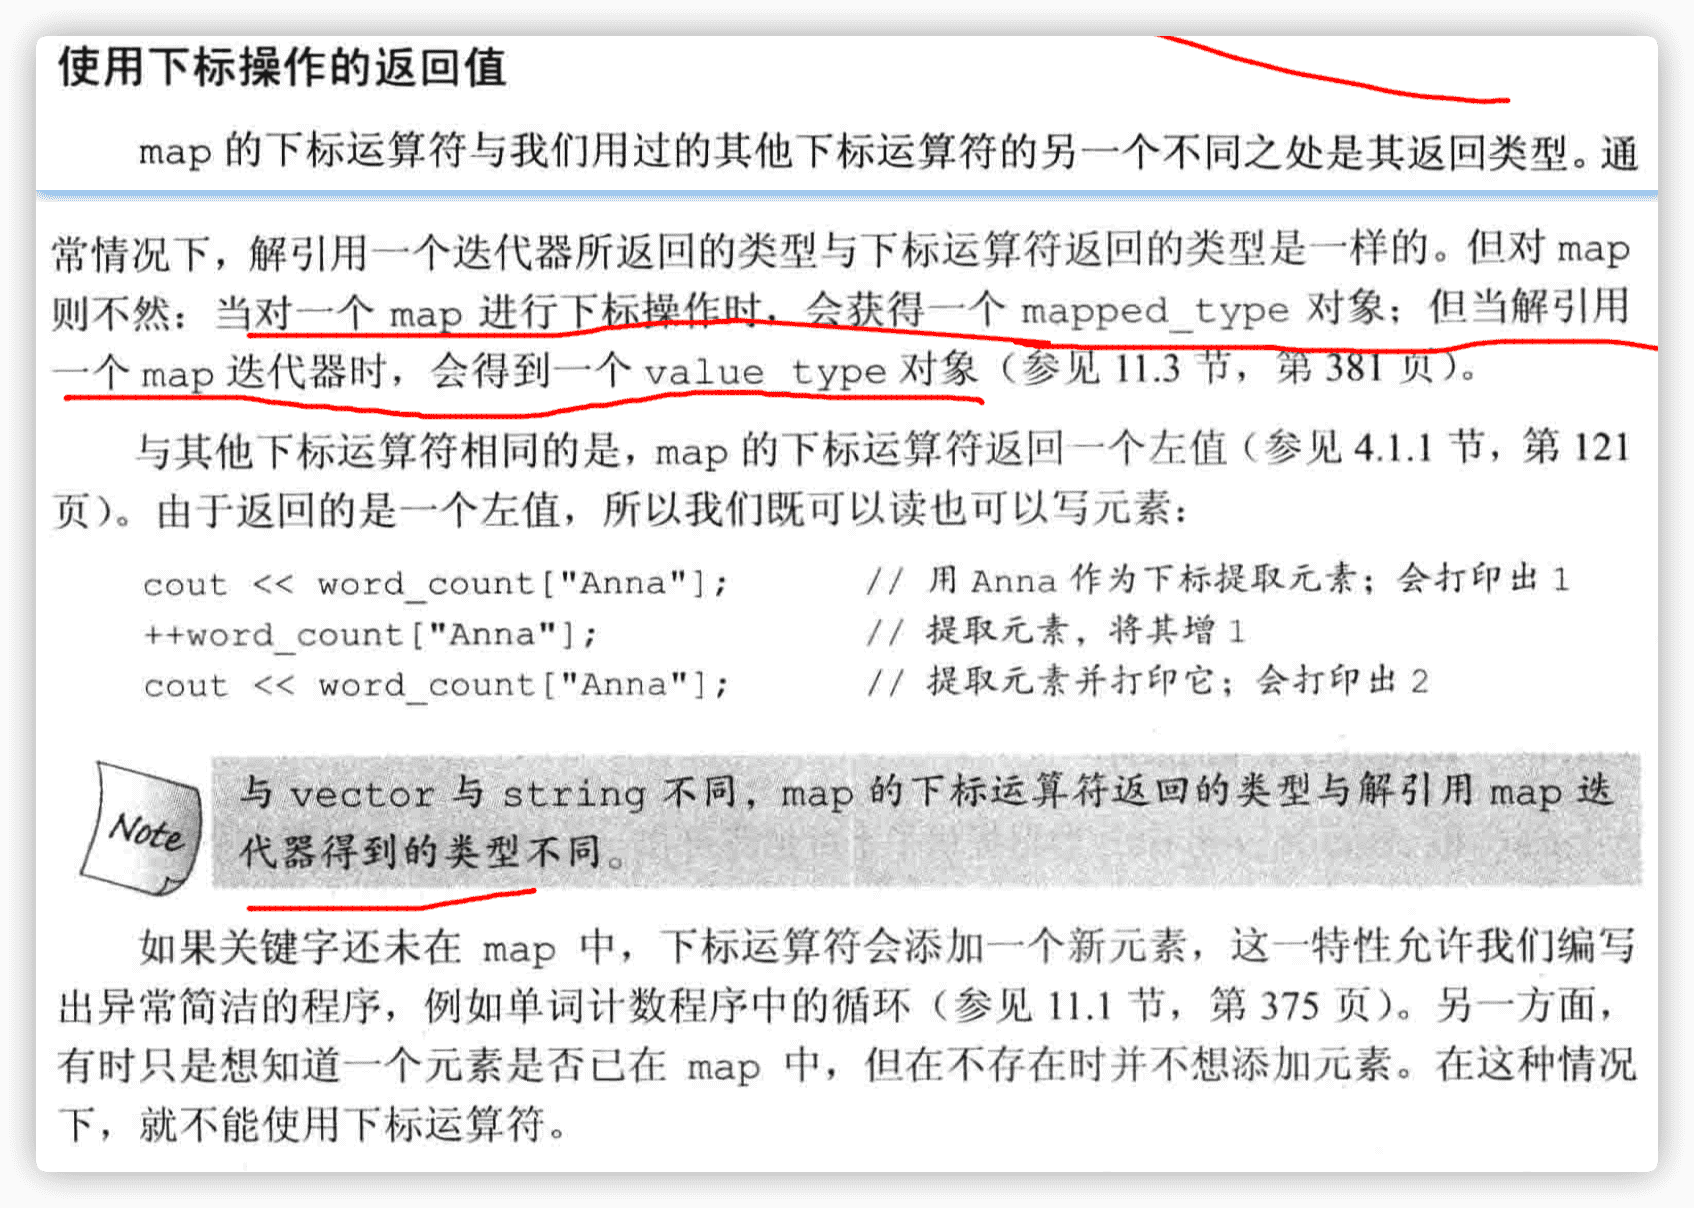 使用下标操作的返回值
map 的下标运算符与我们用过的其他下标运算符的另一个不同之处是其返回类型。通
常情况下，解引用一个迭代器所返回的类型与下标运算符返回的类型是一样的。但对 map
则不然：当对一个 map 进行下标操作时，会获得一个 mapped_type 对象；但当解引用
一个 map 迭代器时，会得到一个 value type 对象（参见 11.3 节，第 381 页）。
与其他下标运算符相同的是，map 的下标运算符返回一个左值（参见 4.1.1 节，第 121
页）。由于返回的是一个左值，所以我们既可以读也可以写元素：
cout << word_count["Anna"]; // 用 Anna 作为下标提取元素；会打印出 1
++word_count["Anna"]; // 提取元素，将其增 1
cout << word_count["Anna"]; // 提取元素并打印它；会打印出 2
Note
与 vector 与 string 不同，map 的下标运算符返回的类型与解引用 map 迭
代器得到的类型不同。
如果关键字还未在 map 中，下标运算符会添加一个新元素，这一特性允许我们编写
出异常简洁的程序，例如单词计数程序中的循环（参见 11.1 节，第 375 页）。另一方面，
有时只是想知道一个元素是否已在 map 中，但在不存在时并不想添加元素。在这种情况
下，就不能使用下标运算符。